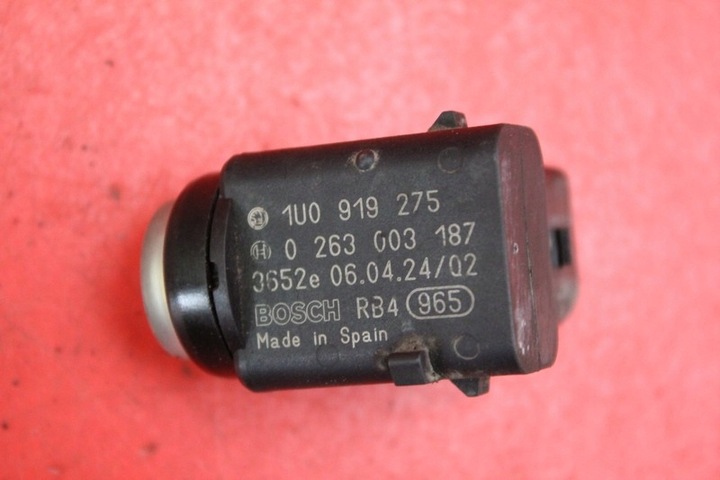 1U0 919 275
0 263 003 187
3652e 06.04.24/02
BOSCH RB4 965
Made in Spain